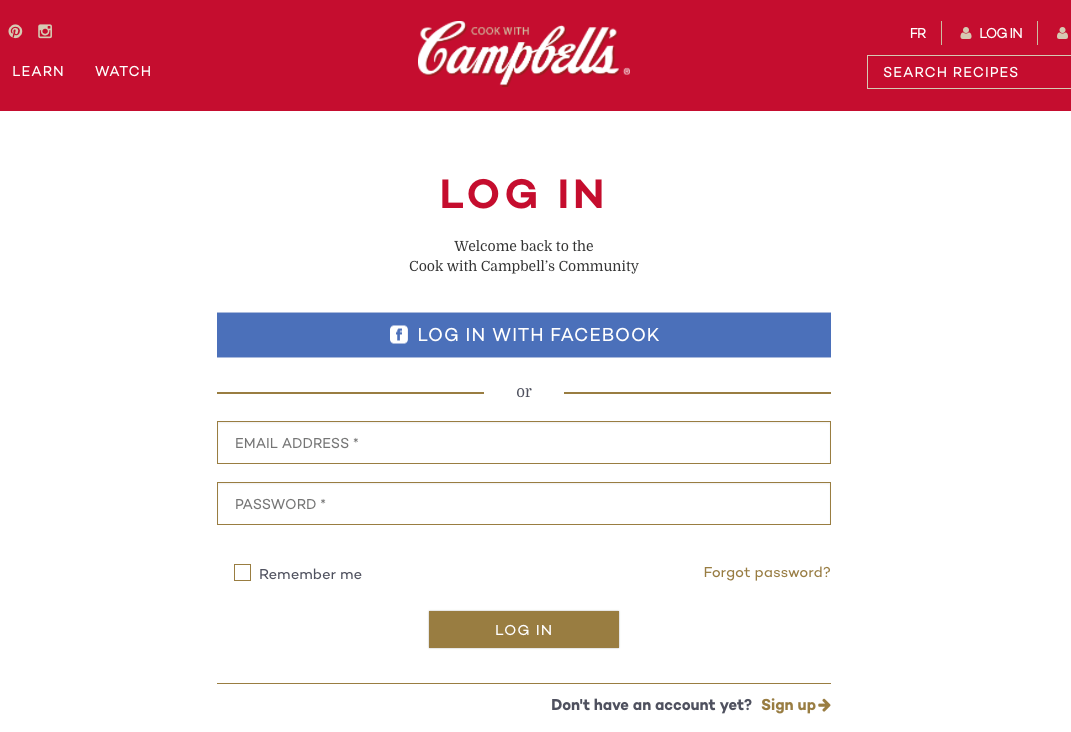 FR
LOG IN
LEARN
WATCH
COOK WITH
Campbell's®
SEARCH RECIPES
LOG IN
Welcome back to the
Cook with Campbell’s Community
LOG IN WITH FACEBOOK
or
EMAIL ADDRESS *
PASSWORD *
Remember me
Forgot password?
LOG IN
Don't have an account yet? Sign up